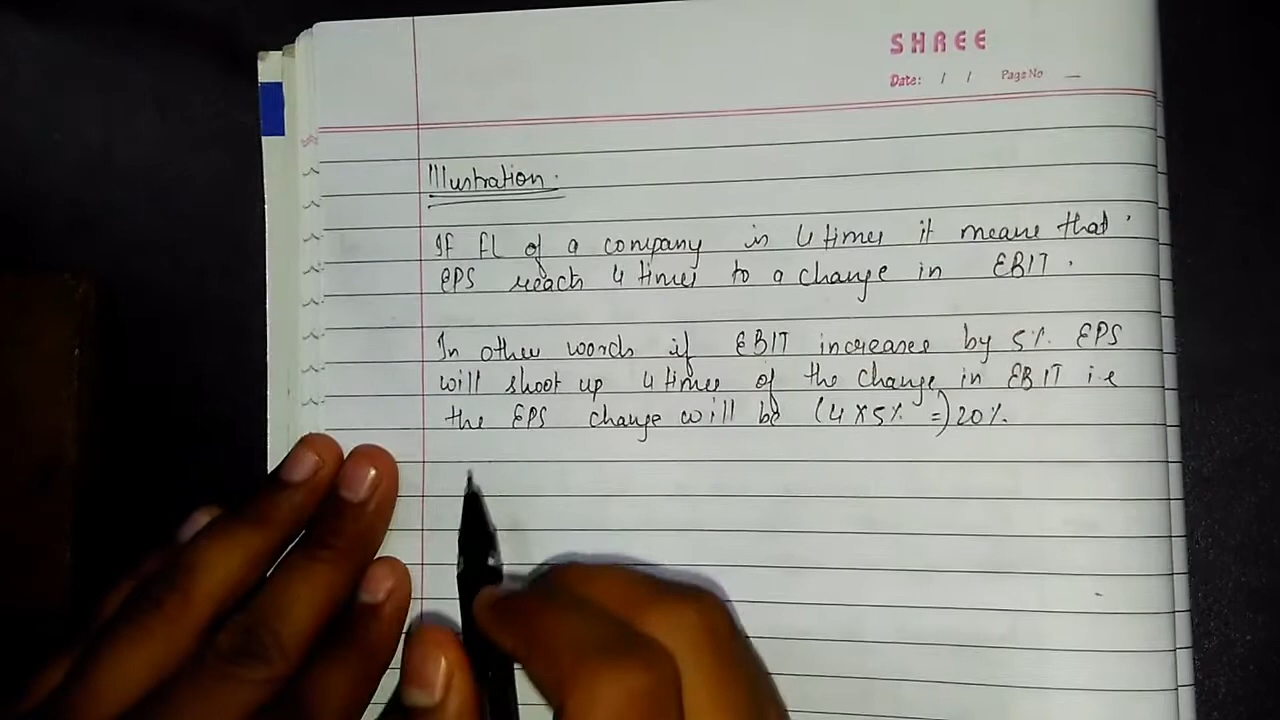 SHREE
Date: / / Page No
Illustration.
If FL of a company is 4 times it means that
EPS reach 4 times to a change in EBIT.
In other words if EBIT increases by 5% EPS
will shoot up 4 times of the change in EBIT i.e
the EPS change will be (4 X 5% =) 20%.